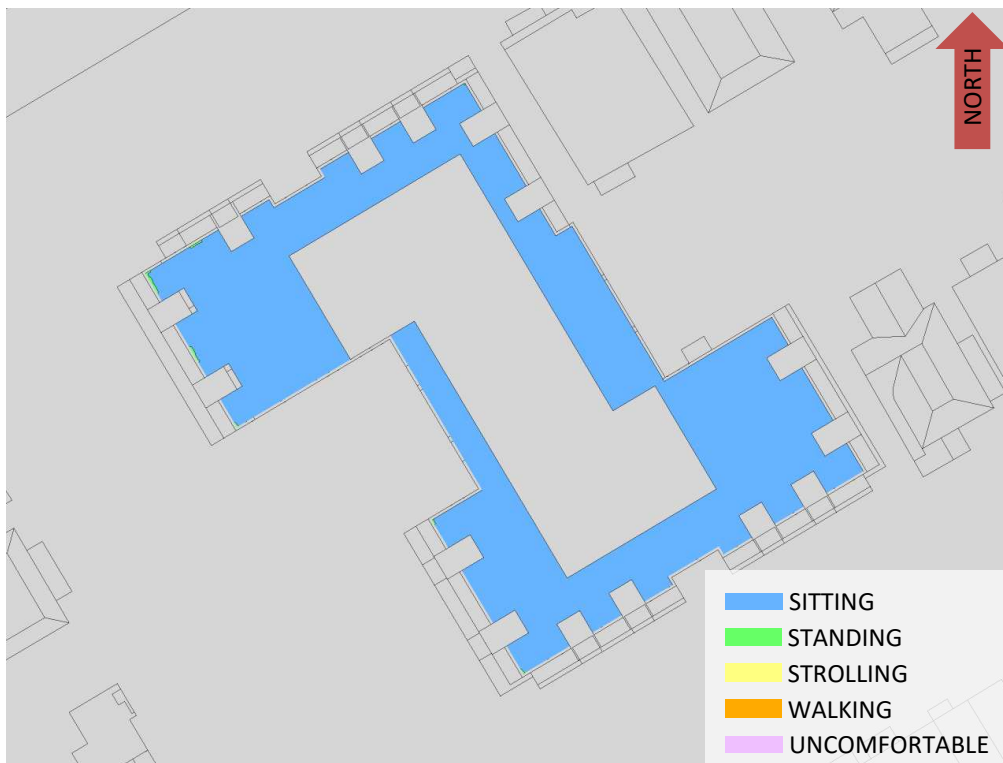 NORTH
SITTING
STANDING
STROLLING
WALKING
UNCOMFORTABLE